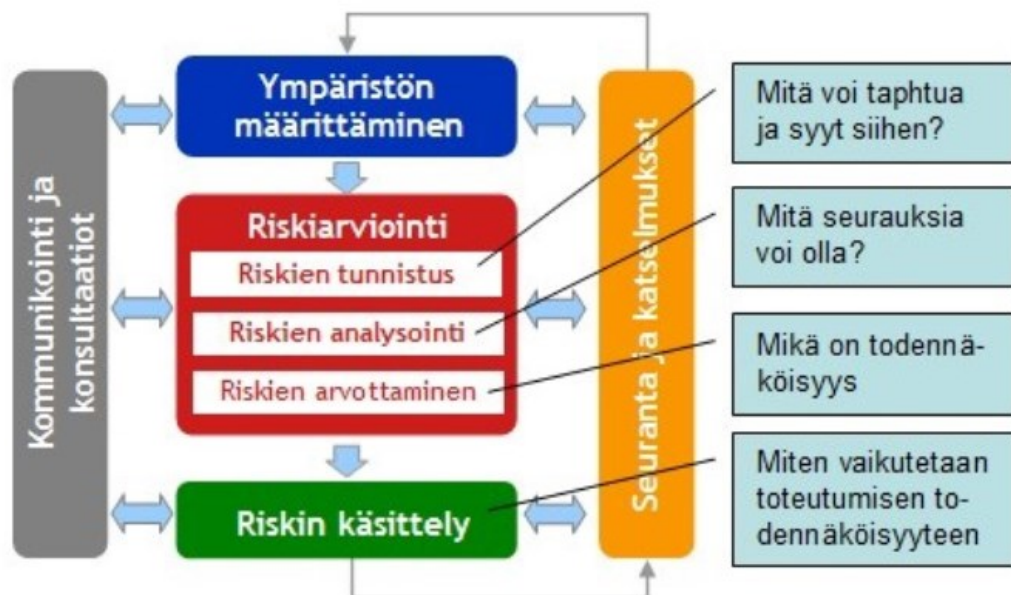 Kommunikointi ja
konsultaatiot
Ympäristön
määrittäminen
Riskiarviointi
Riskien tunnistus
Riskien analysointi
Riskien arvottaminen
Riskin käsittely
Seuranta ja katselmukset
Mitä voi taphtua
ja syyt siihen?
Mitä seurauksia
voi olla?
Mikä on todennä-
köisyys
Miten vaikutetaan
toteutumisen to-
dennäköisyyteen